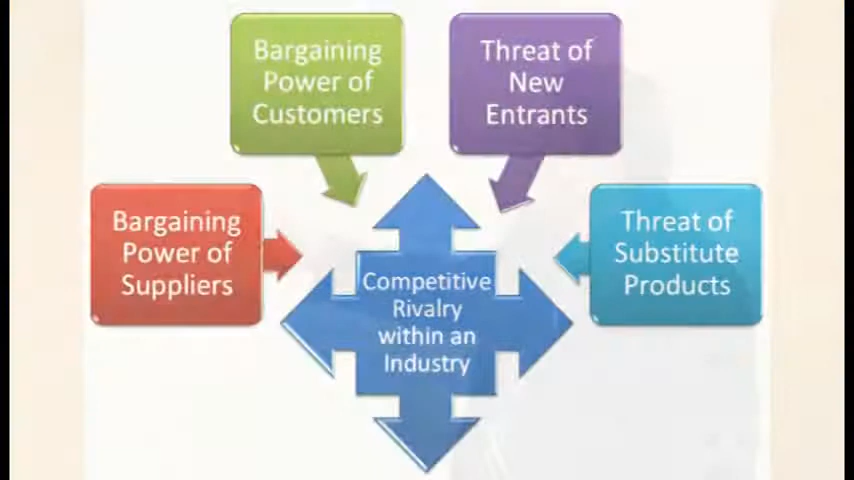 Bargaining
Power of
Customers
Threat of
New
Entrants
Bargaining
Power of
Suppliers
Threat of
Substitute
Products
Competitive
Rivalry
within an
Industry